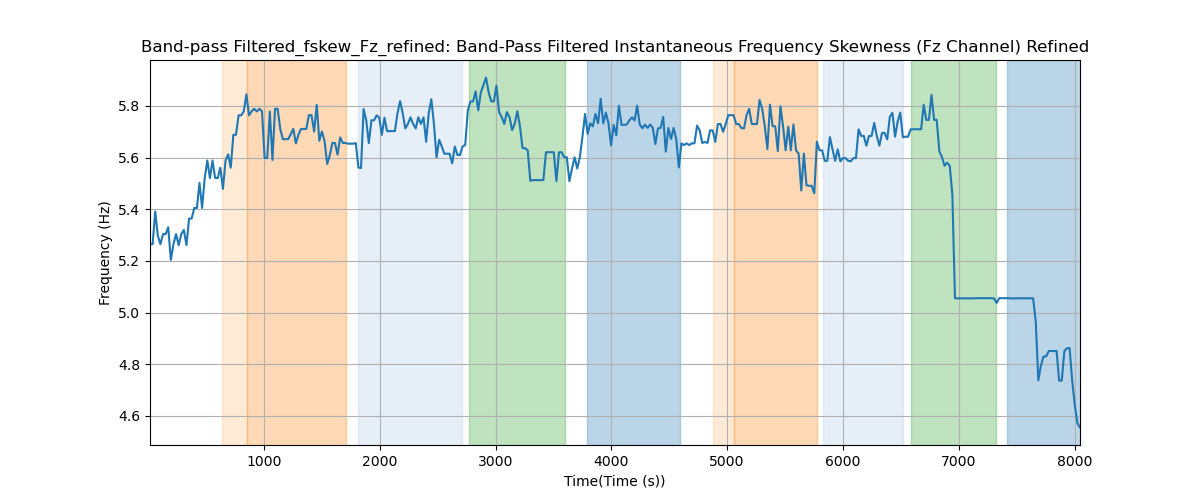 Band-pass Filtered_fskew_Fz_refined: Band-Pass Filtered Instantaneous Frequency Skewness (Fz Channel) Refined
Frequency (Hz)
5.8
5.6
5.4
5.2
5.0
4.8
4.6
1000 2000 3000 4000 5000 6000 7000 8000
Time(Time (s))